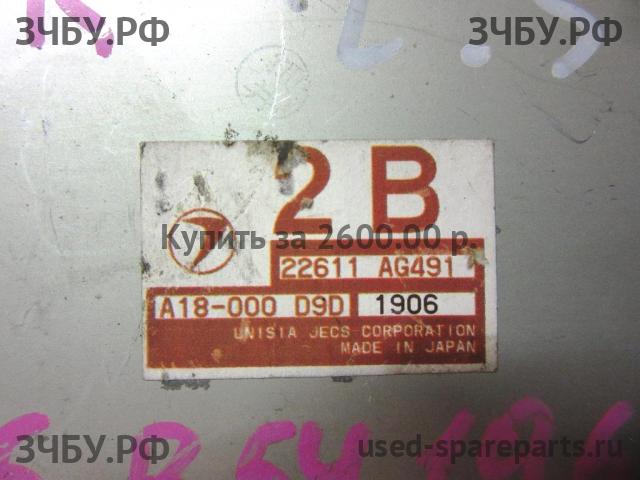 ЗЧБУ.РФ
ЗЧБУ.РФ
2 B
Купить за 2600.00 р.
22611 AG491
A18-000 D9D 1906
UNISIA JECS CORPORATION
MADE IN JAPAN
ЗЧБУ.РФ
used-spareparts.ru